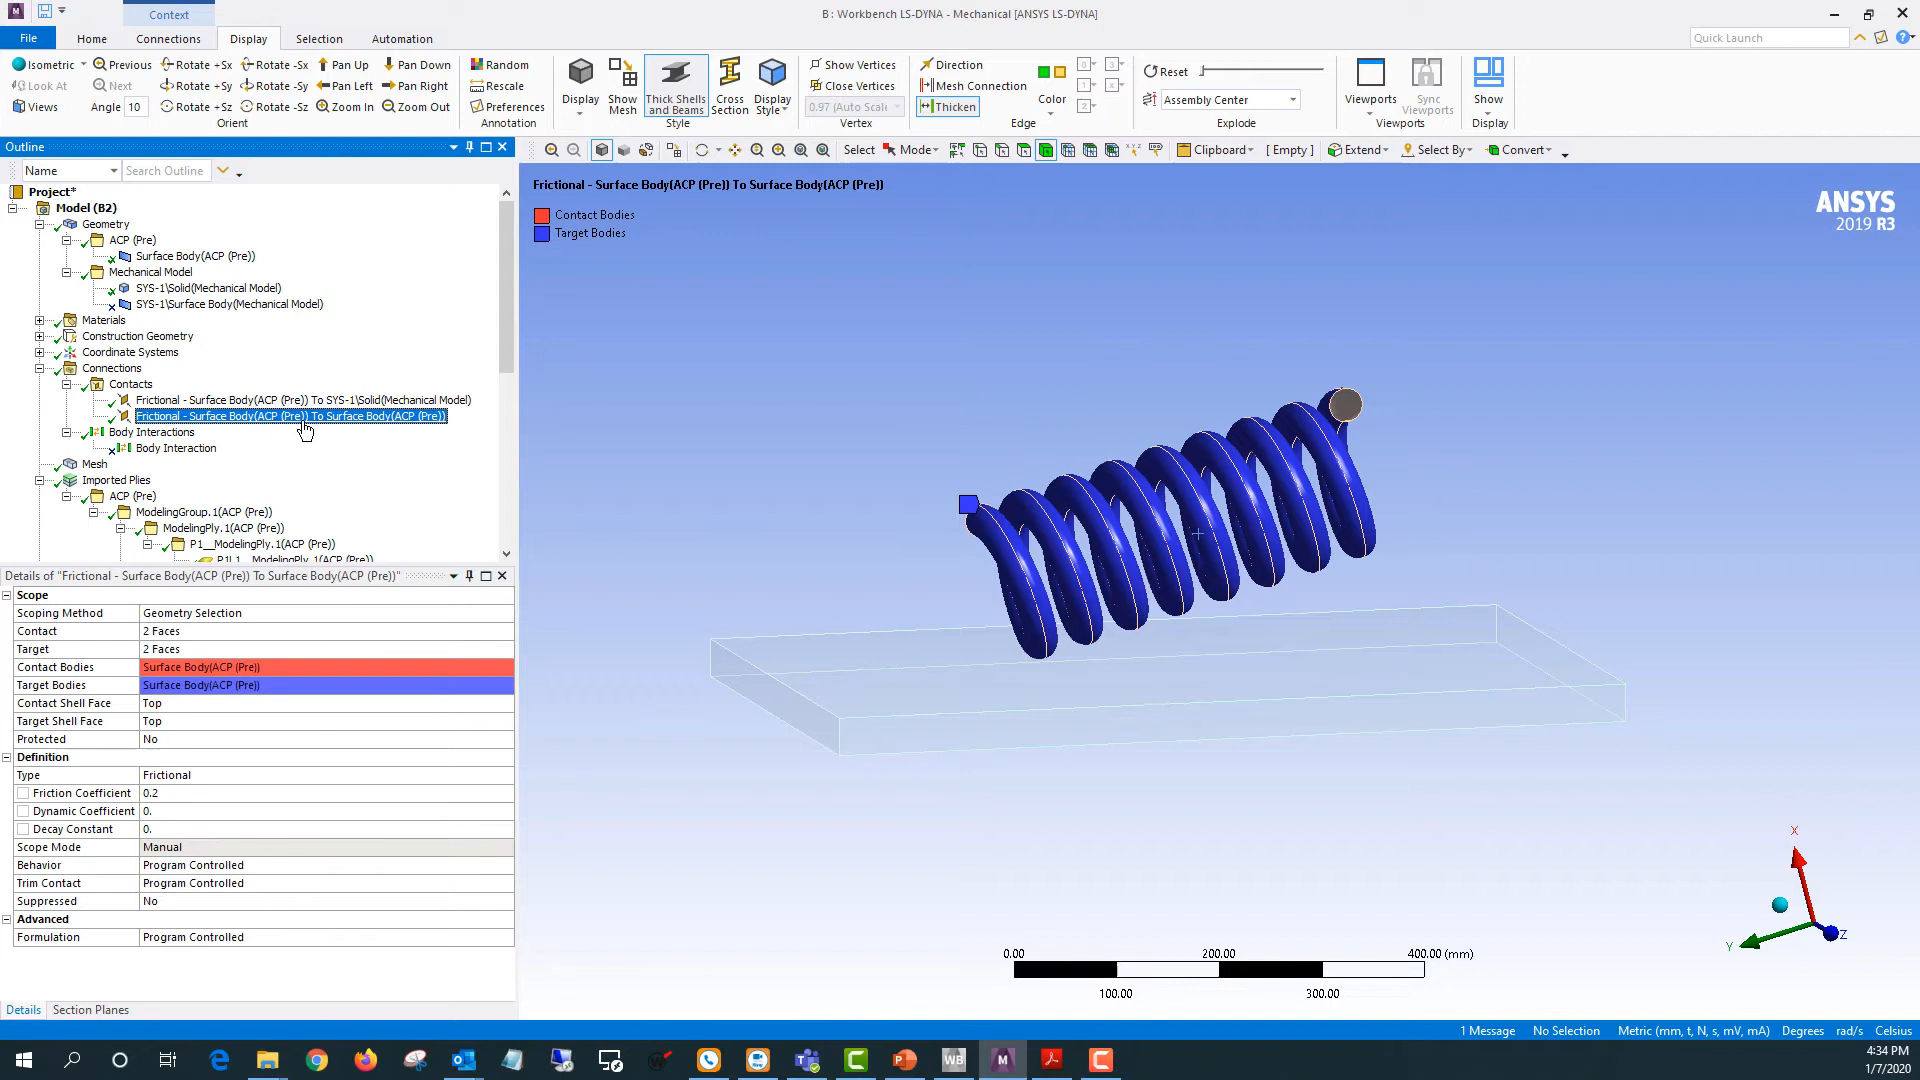 Context
B : Workbench LS-DYNA - Mechanical [ANSYS LS-DYNA]
File Home Connections Display Selection Automation Quick Launch
Isometric Previous Rotate +Sx Rotate -Sx Pan Up Pan Down
Look At Next Rotate +Sy Rotate -Sy Pan Left Pan Right
Views Angle 10 Rotate +Sz Rotate -Sz Zoom In Zoom Out
Orient
Random
Rescale
Preferences
Annotation
Display
Show Mesh
Thick Shells and Beams
Cross Section
Display Style
Style
Show Vertices
Close Vertices
0.97 (Auto Scale
Vertex
Direction
Mesh Connection
Thicken
Color
Edge
Reset
Assembly Center
Explode
Viewports
Sync Viewports
Viewports
Show
Display
Outline
Name Search Outline
Select Mode Clipboard [ Empty ] Extend Select By Convert
Project*
Model (B2)
Geometry
ACP (Pre)
Surface Body(ACP (Pre))
Mechanical Model
SYS-1\Solid(Mechanical Model)
SYS-1\Surface Body(Mechanical Model)
Materials
Construction Geometry
Coordinate Systems
Connections
Contacts
Frictional - Surface Body(ACP (Pre)) To SYS-1\Solid(Mechanical Model)
Frictional - Surface Body(ACP (Pre)) To Surface Body(ACP (Pre))
Body Interactions
Body Interaction
Mesh
Imported Plies
ACP (Pre)
ModelingGroup.1(ACP (Pre))
ModelingPly.1(ACP (Pre))
P1__ModelingPly.1(ACP (Pre))
P1L1__ModelingPly.1(ACP (Pre))
Details of "Frictional - Surface Body(ACP (Pre)) To Surface Body(ACP (Pre))"
Scope
Scoping Method Geometry Selection
Contact 2 Faces
Target 2 Faces
Contact Bodies Surface Body(ACP (Pre))
Target Bodies Surface Body(ACP (Pre))
Contact Shell Face Top
Target Shell Face Top
Protected No
Definition
Type Frictional
Friction Coefficient 0.2
Dynamic Coefficient 0.
Decay Constant 0.
Scope Mode Manual
Behavior Program Controlled
Trim Contact Program Controlled
Suppressed No
Advanced
Formulation Program Controlled
Details Section Planes
Frictional - Surface Body(ACP (Pre)) To Surface Body(ACP (Pre))
Contact Bodies
Target Bodies
ANSYS
2019 R3
X
Y
Z
0.00 200.00 400.00 (mm)
100.00 300.00
1 Message No Selection Metric (mm, t, N, s, mV, mA) Degrees rad/s Celsius
4:34 PM
1/7/2020